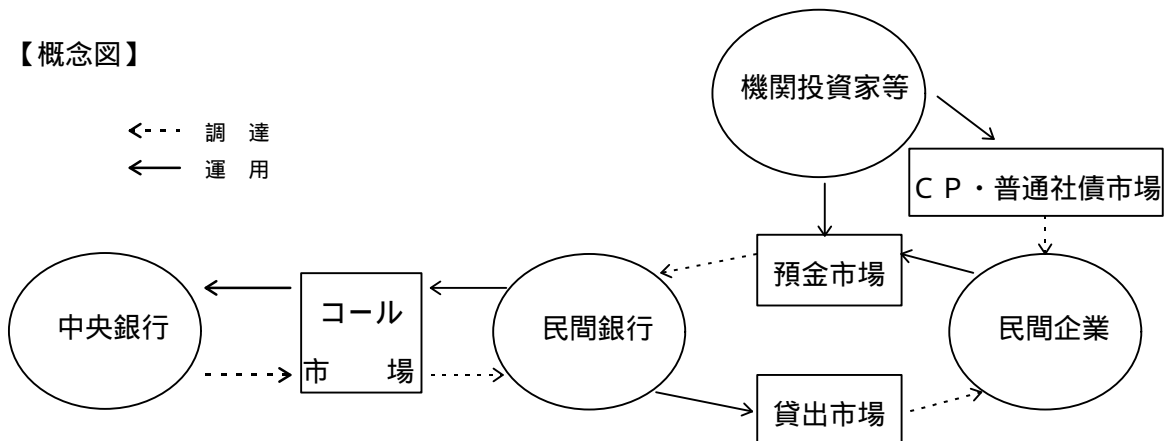 【概念図】
調 達
運 用
機関投資家等
ＣＰ・普通社債市場
預金市場
中央銀行
コール
市 場
民間銀行
民間企業
貸出市場